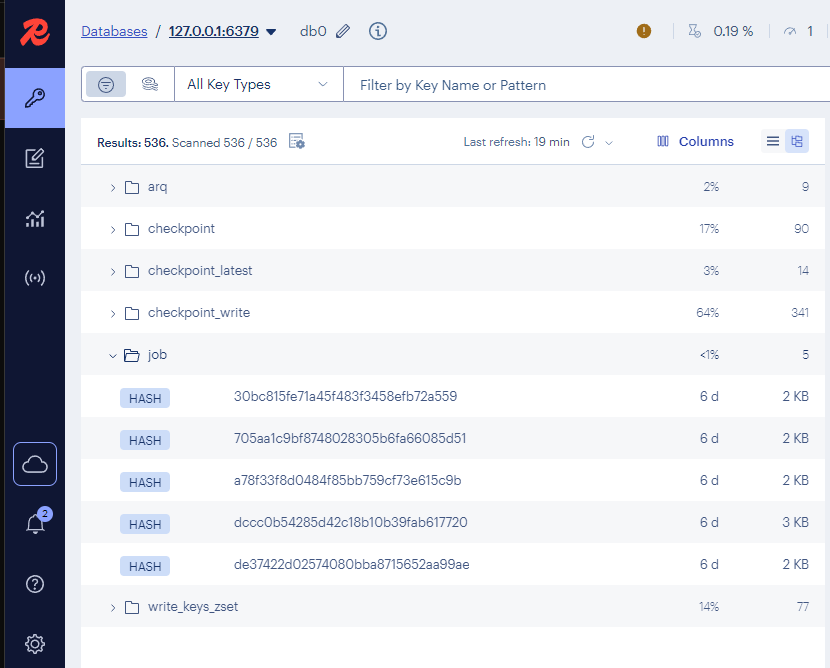 Databases / 127.0.0.1:6379 db0 0.19 % 1
All Key Types Filter by Key Name or Pattern
Results: 536. Scanned 536 / 536 Last refresh: 19 min Columns
arq 2% 9
checkpoint 17% 90
checkpoint_latest 3% 14
checkpoint_write 64% 341
job <1% 5
HASH 30bc815fe71a45f483f3458efb72a559 6 d 2 KB
HASH 705aa1c9bf8748028305b6fa66085d51 6 d 2 KB
HASH a78f33f8d0484f85bb759cf73e615c9b 6 d 2 KB
HASH dccc0b54285d42c18b10b39fab617720 6 d 3 KB
HASH de37422d02574080bba8715652aa99ae 6 d 2 KB
2
write_keys_zset 14% 77